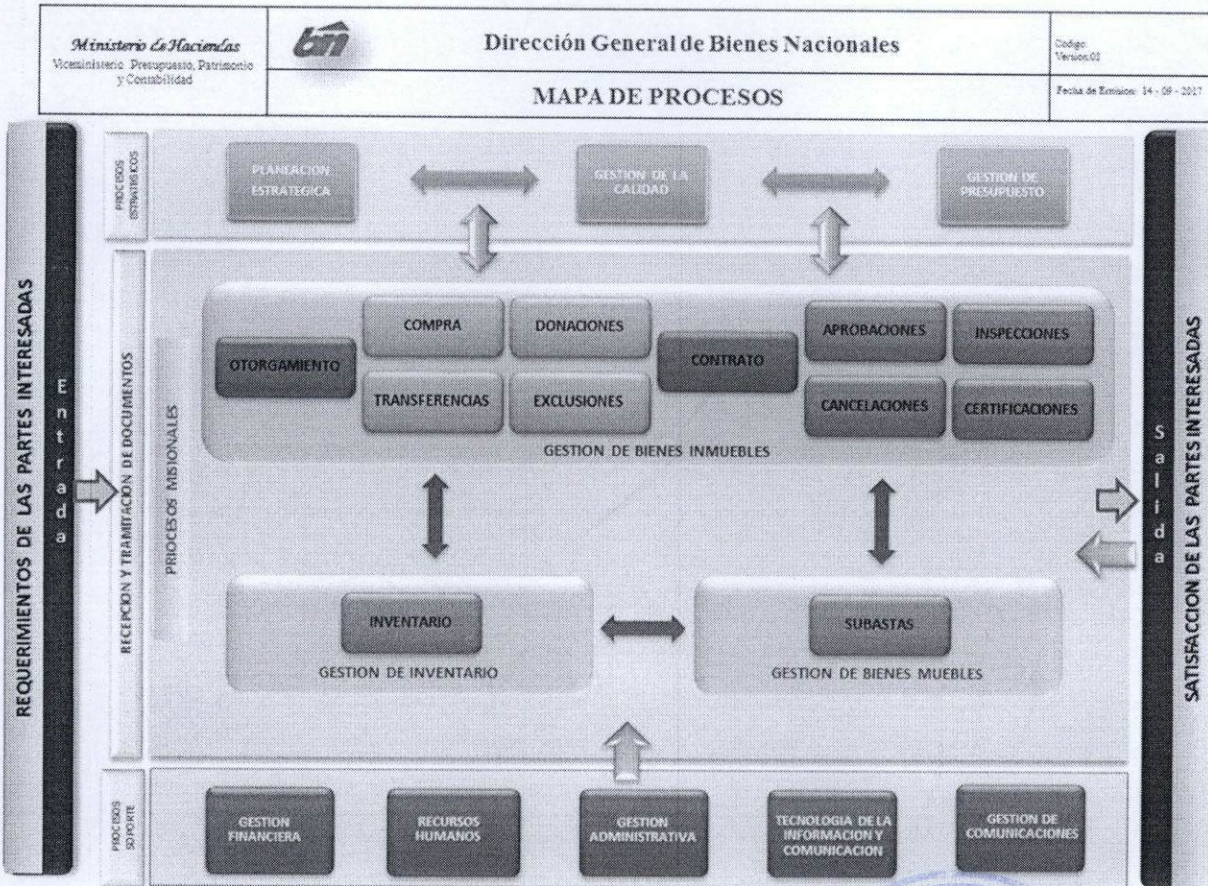 Ministerio de Haciendas
Viceministerio Presupuesto, Patrimonio
y Contabilidad
bn
Dirección General de Bienes Nacionales
MAPA DE PROCESOS
Codigo:
Version:02
Fecha de Emision: 14 - 09 - 2017
REQUERIMIENTOS DE LAS PARTES INTERESADAS
Entrada
PROCESOS
ESTRATEGICOS
PLANEACION
ESTRATEGICA
GESTION DE LA
CALIDAD
GESTION DE
PRESUPUESTO
RECEPCION Y TRAMITACION DE DOCUMENTOS
PRIOCESOS MISIONALES
OTORGAMIENTO
COMPRA
DONACIONES
TRANSFERENCIAS
EXCLUSIONES
CONTRATO
APROBACIONES
INSPECCIONES
CANCELACIONES
CERTIFICACIONES
GESTION DE BIENES INMUEBLES
INVENTARIO
GESTION DE INVENTARIO
SUBASTAS
GESTION DE BIENES MUEBLES
PROCESOS
SOPORTE
GESTION
FINANCIERA
RECURSOS
HUMANOS
GESTION
ADMINISTRATIVA
TECNOLOGIA DE LA
INFORMACION Y
COMUNICACION
GESTION DE
COMUNICACIONES
Salida
SATISFACCION DE LAS PARTES INTERESADAS